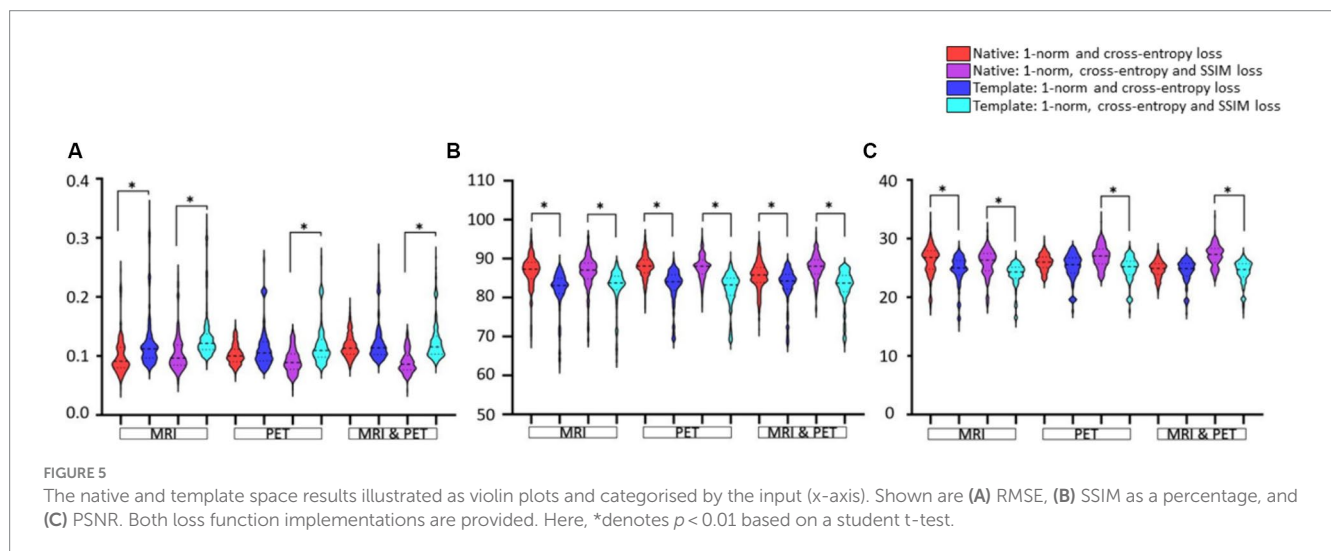 Native: 1-norm and cross-entropy loss
Native: 1-norm, cross-entropy and SSIM loss
Template: 1-norm and cross-entropy loss
Template: 1-norm, cross-entropy and SSIM loss
A
B
C
0.4
0.3
0.2
0.1
0.0
* * * *
MRI PET MRI & PET
110
100
90
80
70
60
50
* * * * * *
MRI PET MRI & PET
40
30
20
10
0
* * * *
MRI PET MRI & PET
FIGURE 5
The native and template space results illustrated as violin plots and categorised by the input (x-axis). Shown are (A) RMSE, (B) SSIM as a percentage, and
(C) PSNR. Both loss function implementations are provided. Here, *denotes p < 0.01 based on a student t-test.